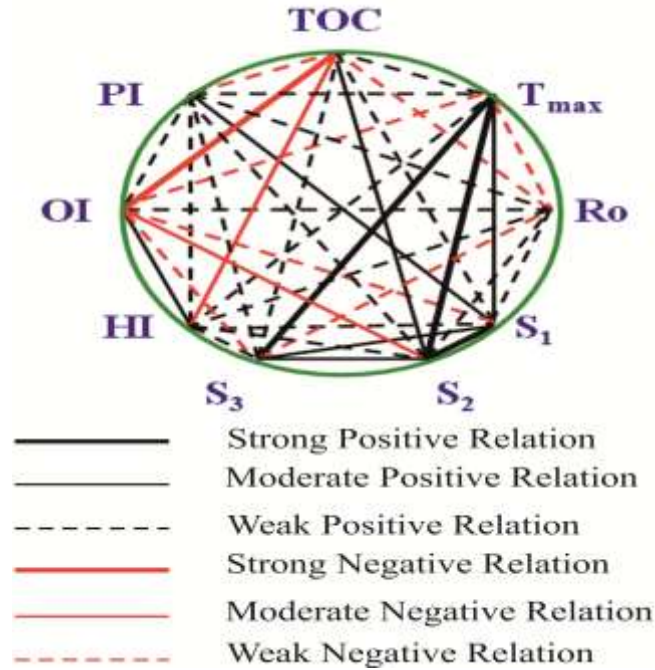 TOC
PI
T_max
OI
Ro
HI
S₁
S₃
S₂
Strong Positive Relation
Moderate Positive Relation
Weak Positive Relation
Strong Negative Relation
Moderate Negative Relation
Weak Negative Relation